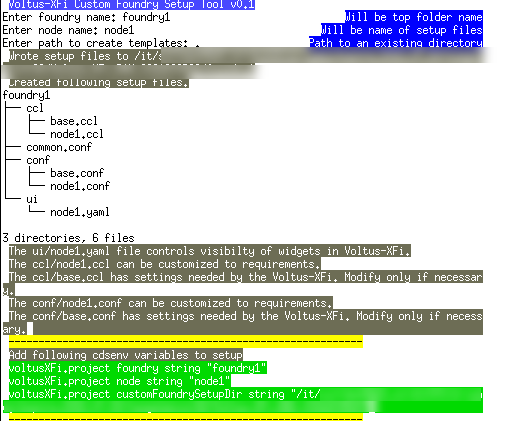 Voltus-XFi Custom Foundry Setup Tool v0.1
Enter foundry name: foundry1 Will be top folder name
Enter node name: node1 Will be name of setup files
Enter path to create templates: . Path to an existing directory
Wrote setup files to /it/
Created following setup files.
foundry1
├── ccl
│   ├── base.ccl
│   └── node1.ccl
├── common.conf
├── conf
│   ├── base.conf
│   └── node1.conf
└── ui
    └── node1.yaml
3 directories, 6 files
The ui/node1.yaml file controls visibilty of widgets in Voltus-XFi.
The ccl/node1.ccl can be customized to requirements.
The ccl/base.ccl has settings needed by the Voltus-XFi. Modify only if necessar
y.
The conf/node1.conf can be customized to requirements.
The conf/base.conf has settings needed by the Voltus-XFi. Modify only if necess
ary.
Add following cdsenv variables to setup
voltusXFi.project foundry string "foundry1"
voltusXFi.project node string "node1"
voltusXFi.project customFoundrySetupDir string "/it/